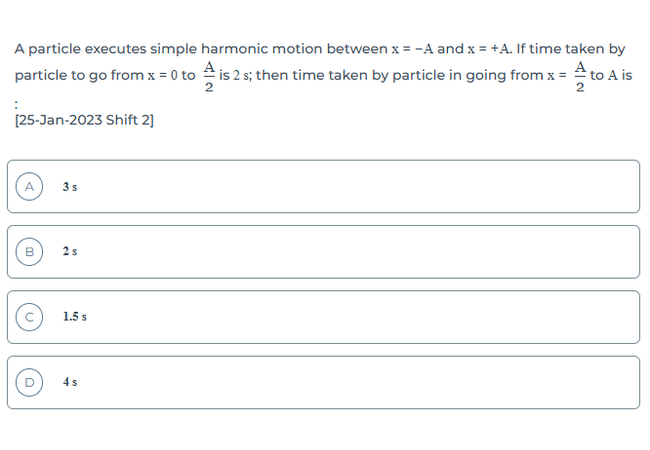 A particle executes simple harmonic motion between x = −A and x = +A. If time taken by
particle to go from x = 0 to A/2 is 2 s; then time taken by particle in going from x = A/2 to A is
:
[25-Jan-2023 Shift 2]
A 3 s
B 2 s
C 1.5 s
D 4 s